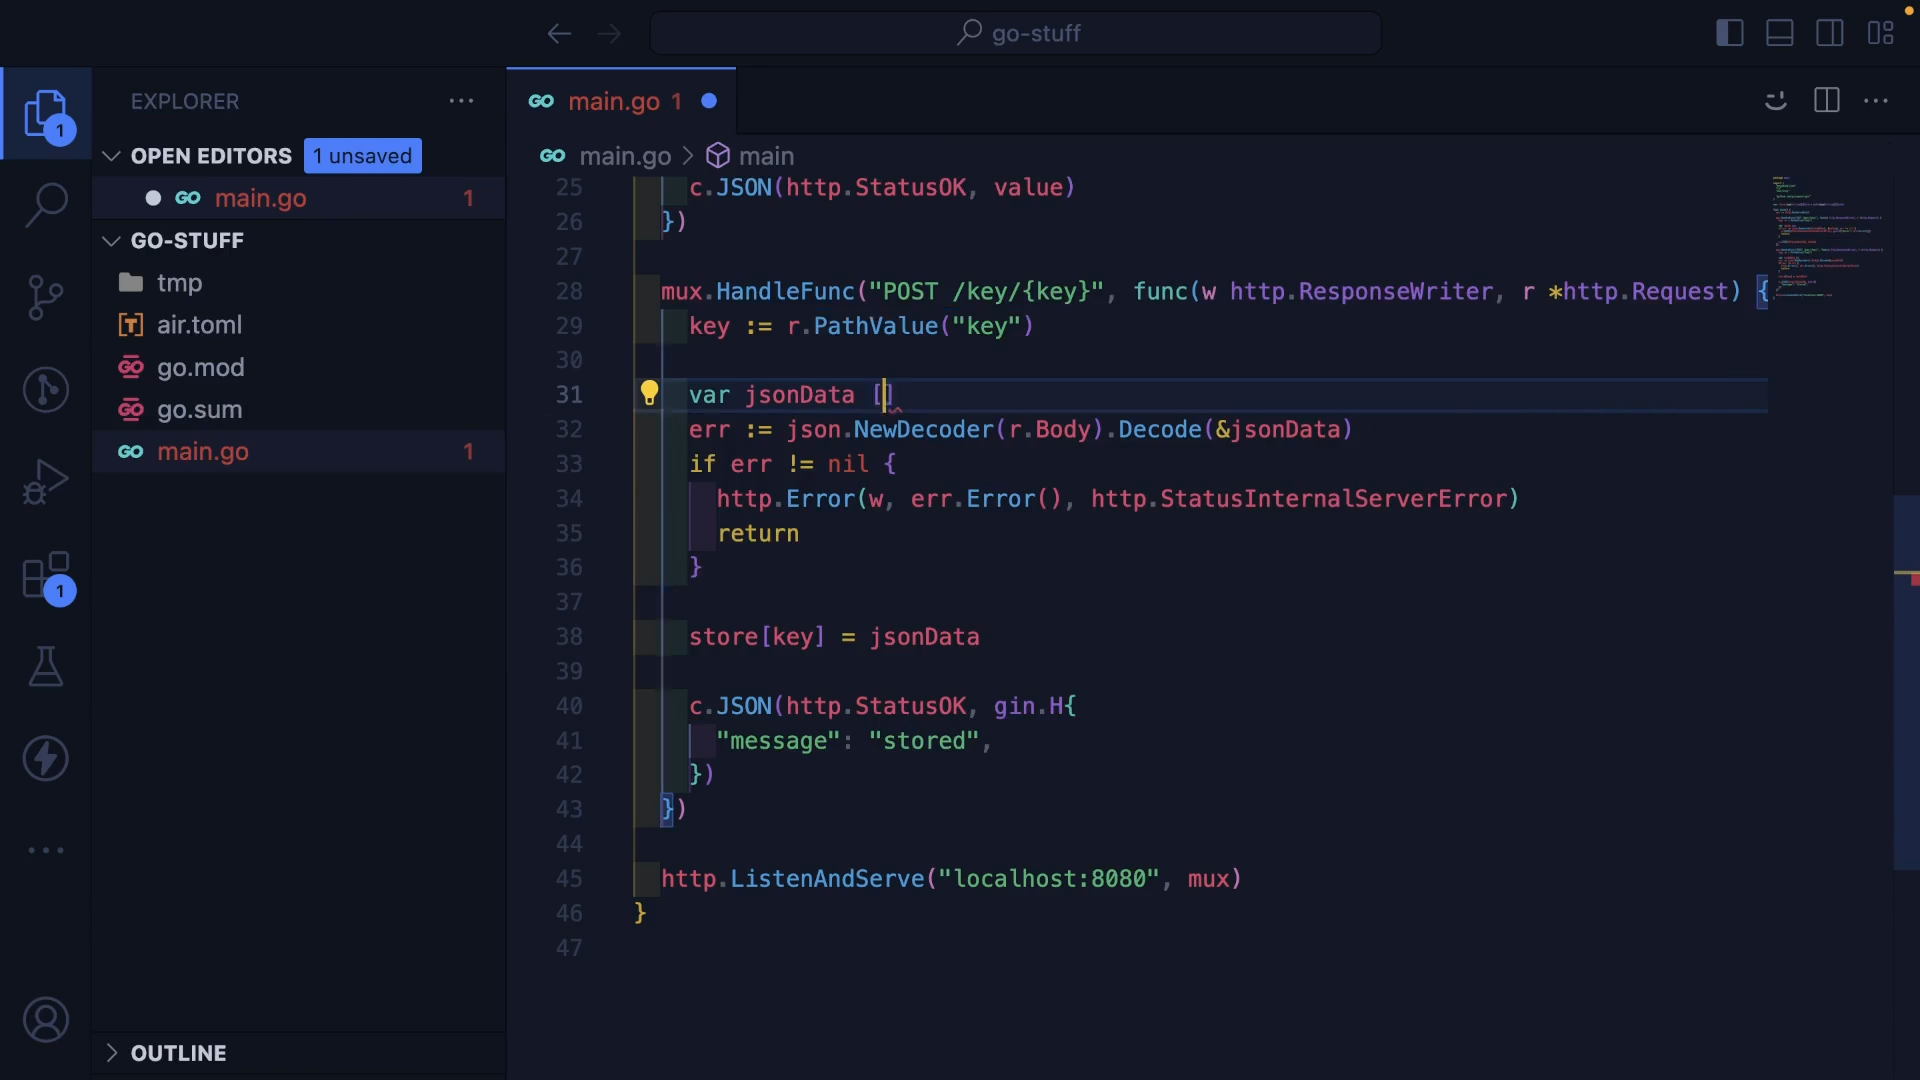 go-stuff
EXPLORER
OPEN EDITORS 1 unsaved
main.go 1
GO-STUFF
tmp
air.toml
go.mod
go.sum
main.go 1
OUTLINE
1
1
main.go 1
main.go > main
25 c.JSON(http.StatusOK, value)
26 })
27
28 mux.HandleFunc("POST /key/{key}", func(w http.ResponseWriter, r *http.Request) {
29 key := r.PathValue("key")
30
31 var jsonData []
32 err := json.NewDecoder(r.Body).Decode(&jsonData)
33 if err != nil {
34 http.Error(w, err.Error(), http.StatusInternalServerError)
35 return
36 }
37
38 store[key] = jsonData
39
40 c.JSON(http.StatusOK, gin.H{
41 "message": "stored",
42 })
43 })
44
45 http.ListenAndServe("localhost:8080", mux)
46 }
47